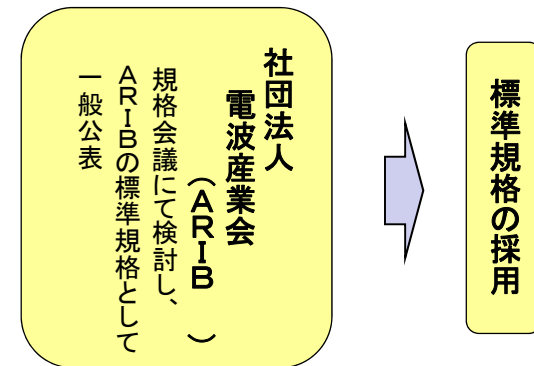 社団法人
電波産業会
（ＡＲＩＢ　）
規格会議にて検討し、
ＡＲＩＢの標準規格として
一般公表
標準規格の採用